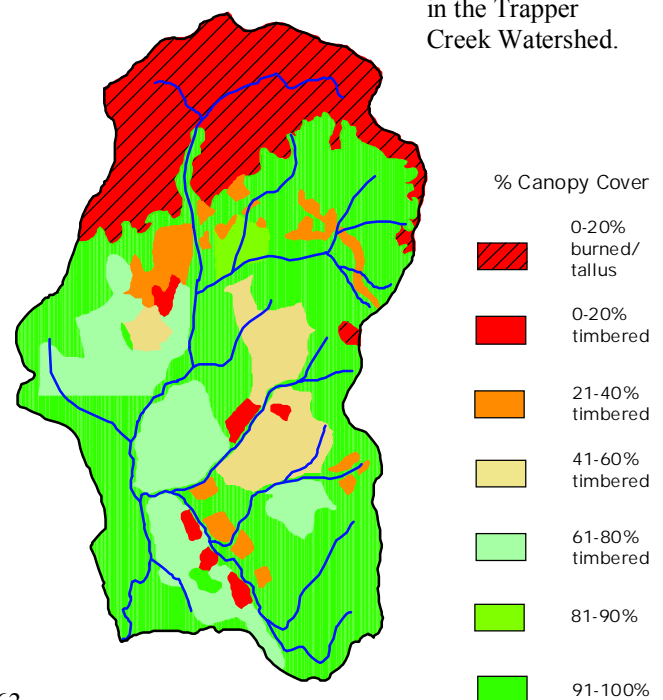 in the Trapper
Creek Watershed.
% Canopy Cover
0-20%
burned/
tallus
0-20%
timbered
21-40%
timbered
41-60%
timbered
61-80%
timbered
81-90%
91-100%